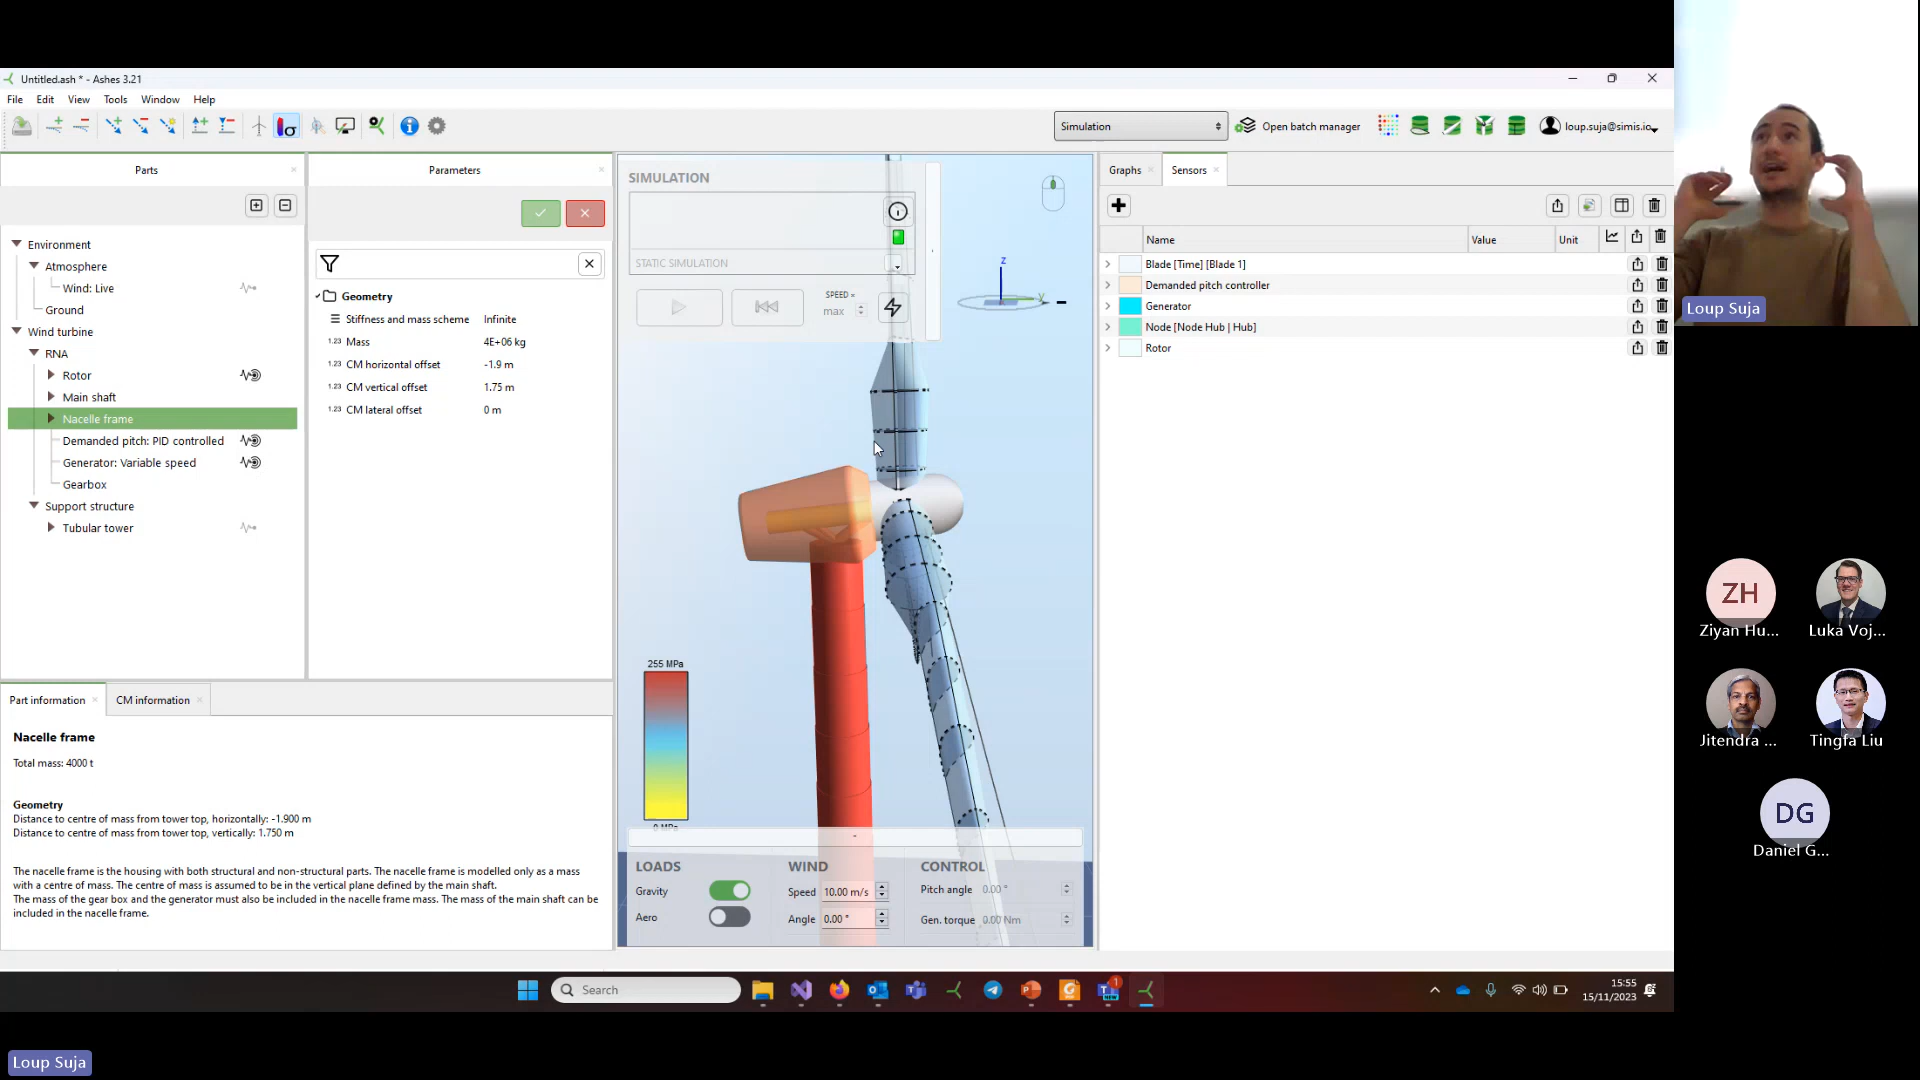 Untitled.ash * - Ashes 3.21
File Edit View Tools Window Help
Simulation
Open batch manager
loup.suja@simis.io
Parts
Parameters
Environment
Atmosphere
Wind: Live
Ground
Wind turbine
RNA
Rotor
Main shaft
Nacelle frame
Demanded pitch: PID controlled
Generator: Variable speed
Gearbox
Support structure
Tubular tower
Geometry
Stiffness and mass scheme Infinite
1.23 Mass 4E+06 kg
1.23 CM horizontal offset -1.9 m
1.23 CM vertical offset 1.75 m
1.23 CM lateral offset 0 m
Part information
CM information
Nacelle frame
Total mass: 4000 t
Geometry
Distance to centre of mass from tower top, horizontally: -1.900 m
Distance to centre of mass from tower top, vertically: 1.750 m
The nacelle frame is the housing with both structural and non-structural parts. The nacelle frame is modelled only as a mass
with a centre of mass. The centre of mass is assumed to be in the vertical plane defined by the main shaft.
The mass of the gear box and the generator must also be included in the nacelle frame mass. The mass of the main shaft can be
included in the nacelle frame.
SIMULATION
STATIC SIMULATION
SPEED =
max
z
y
255 MPa
0 MPa
LOADS
Gravity
Aero
WIND
Speed 10.00 m/s
Angle 0.00 °
CONTROL
Pitch angle 0.00 °
Gen. torque 0.00 Nm
Graphs
Sensors
Name Value Unit
Blade [Time] [Blade 1]
Demanded pitch controller
Generator
Node [Node Hub | Hub]
Rotor
Loup Suja
ZH
Ziyan Hu...
Luka Voj...
Jitendra ...
Tingfa Liu
DG
Daniel G...
Search
1
NEW
15:55
15/11/2023
Loup Suja